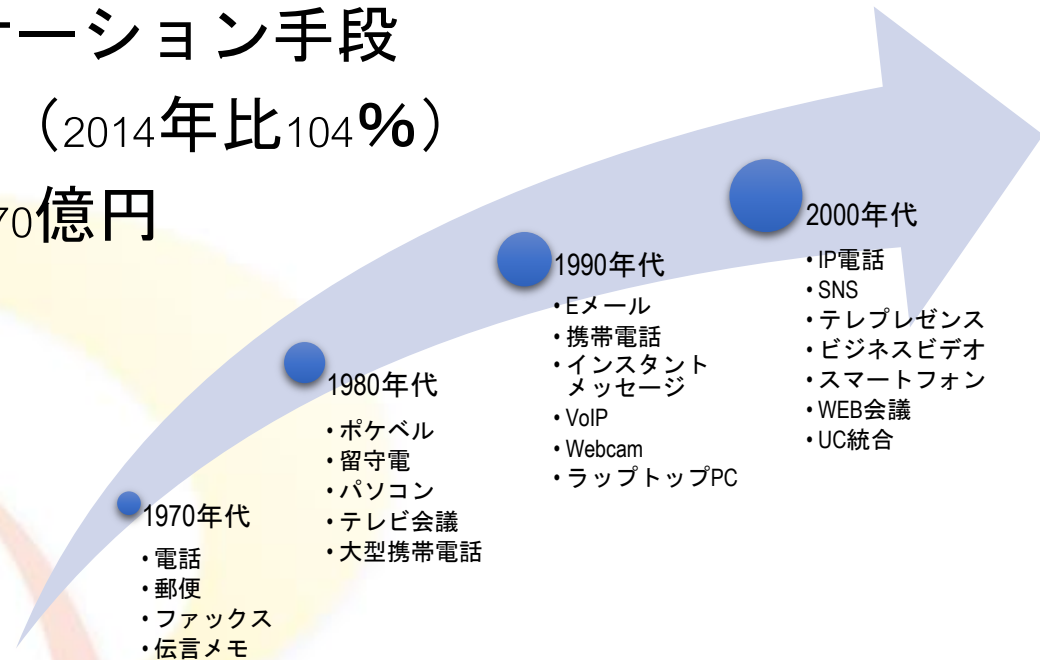 ケーション手段
（2014年比104％）
70億円
1970年代
・電話
・郵便
・ファックス
・伝言メモ
1980年代
・ポケベル
・留守電
・パソコン
・テレビ会議
・大型携帯電話
1990年代
・Eメール
・携帯電話
・インスタント
メッセージ
・VoIP
・Webcam
・ラップトップPC
2000年代
・IP電話
・SNS
・テレプレゼンス
・ビジネスビデオ
・スマートフォン
・WEB会議
・UC統合